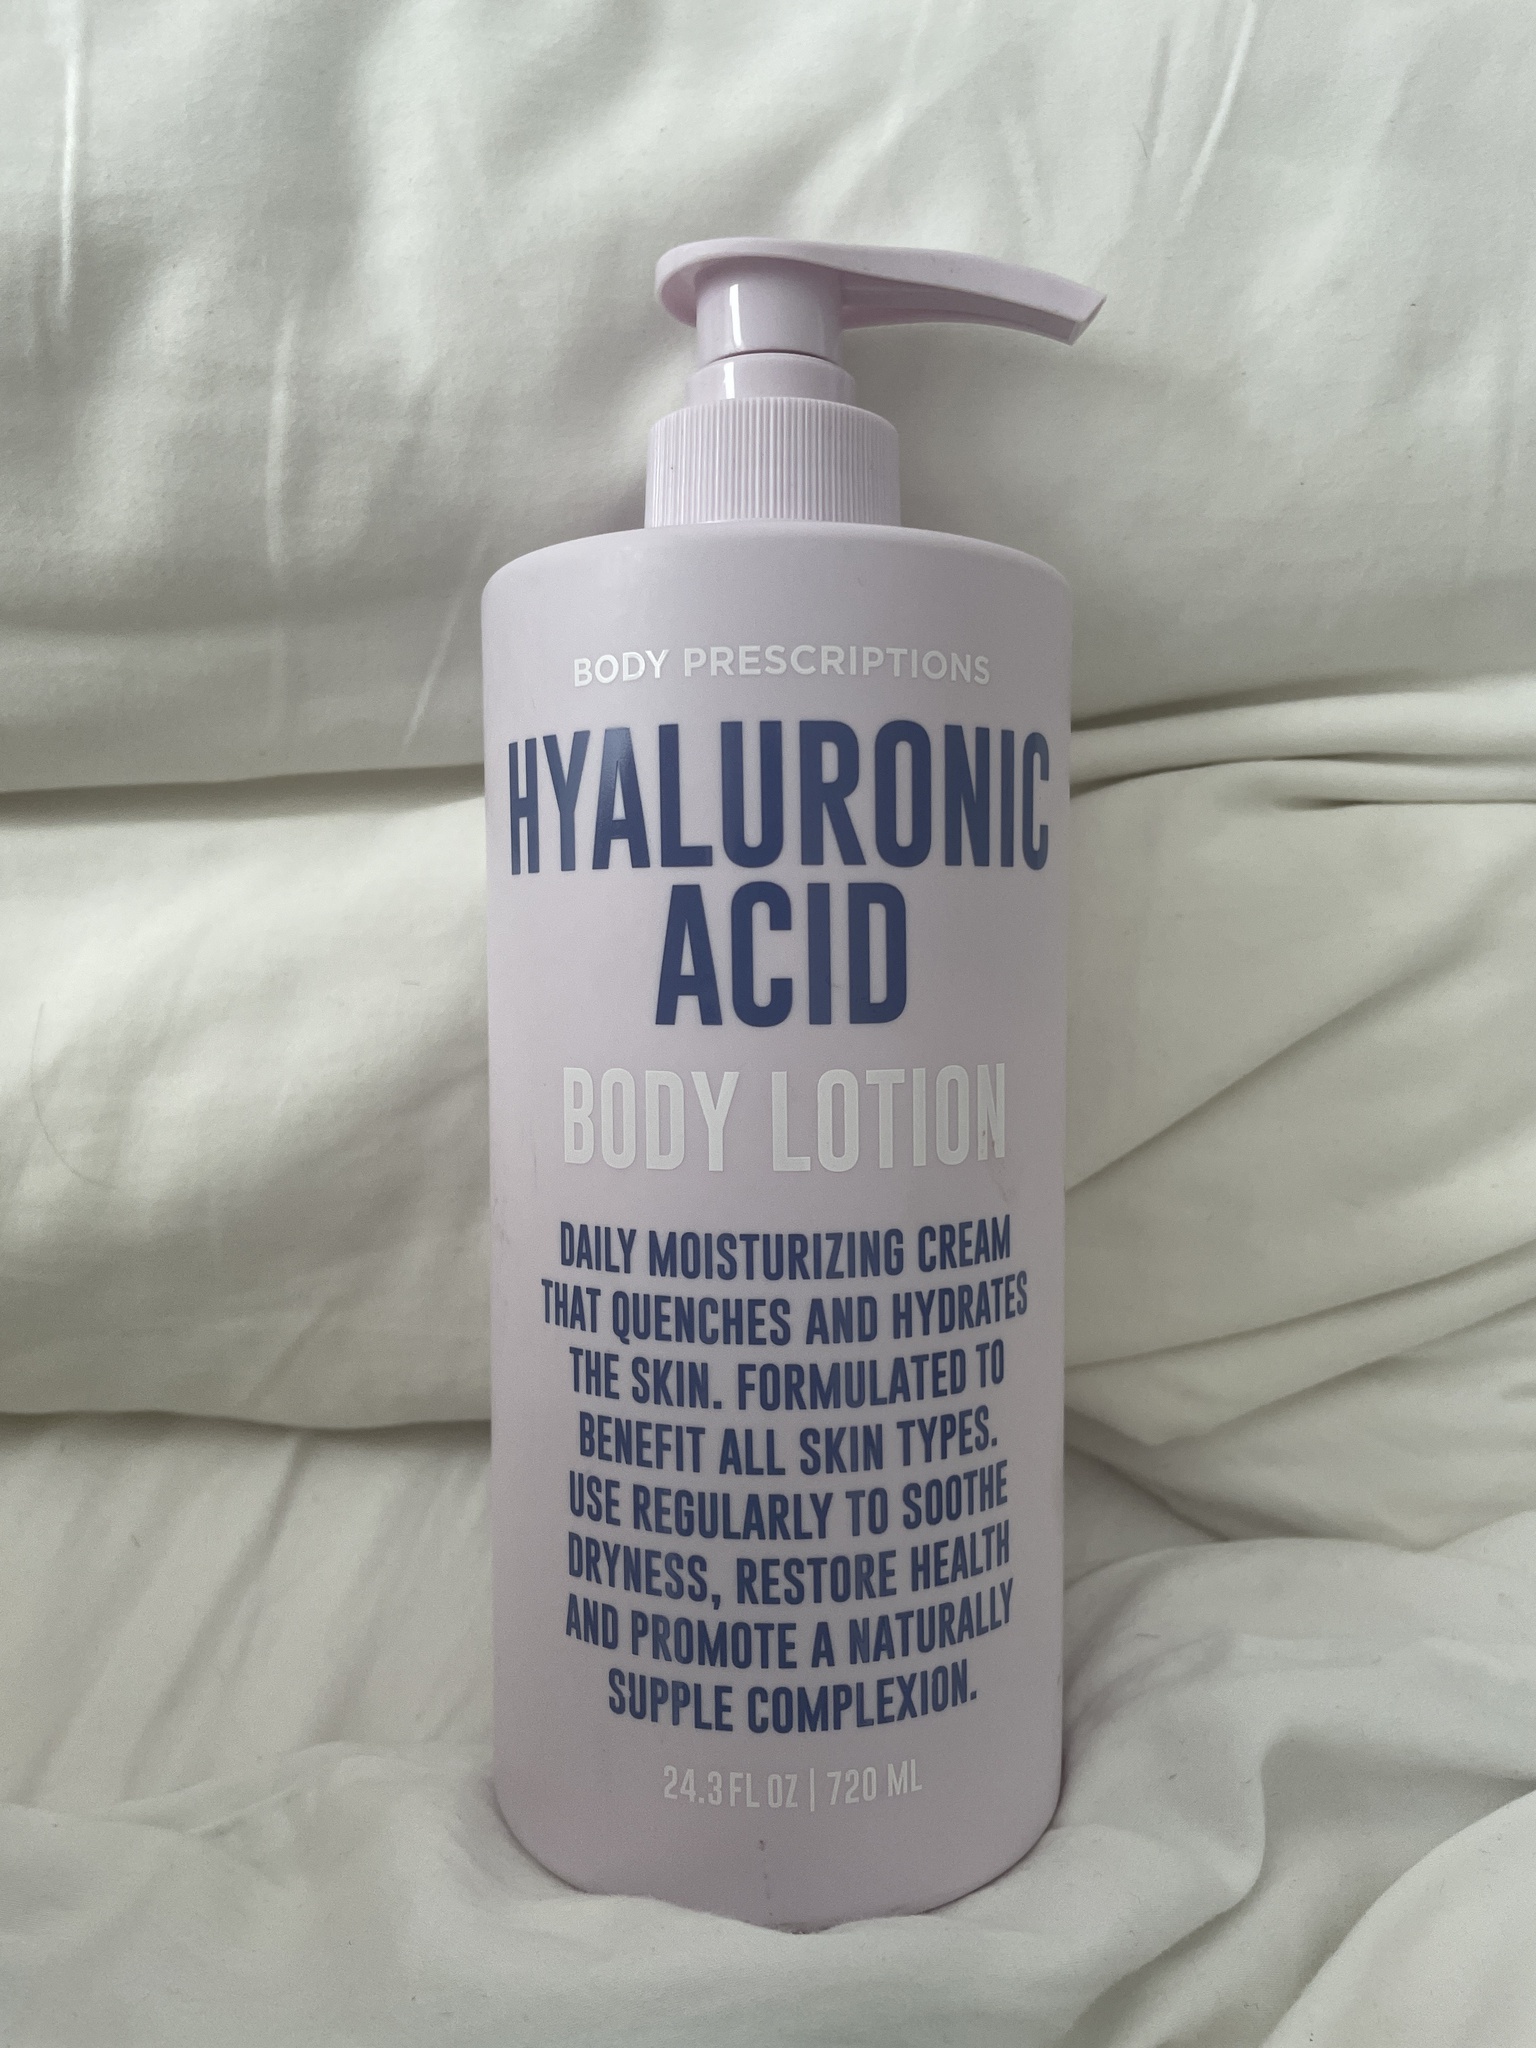 BODY PRESCRIPTIONS
HYALURONIC
ACID
BODY LOTION
DAILY MOISTURIZING CREAM
THAT QUENCHES AND HYDRATES
THE SKIN. FORMULATED TO
BENEFIT ALL SKIN TYPES.
USE REGULARLY TO SOOTHE
DRYNESS, RESTORE HEALTH
AND PROMOTE A NATURALLY
SUPPLE COMPLEXION.
24.3 FL OZ | 720 ML